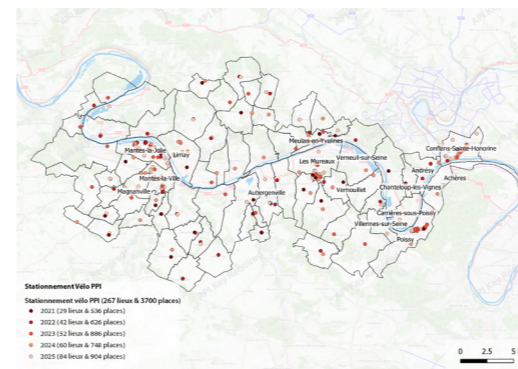 Conflans-Sainte-Honorine
Meulan-en-Yvelines
Mantes-la-Jolie
Limay
Les Mureaux
Verneuil-sur-Seine
Andrésy
Achères
Mantes-la-Ville
Magnanville
Aubergenville
Vernouillet
Chanteloup-les-Vignes
Carrières-sous-Poissy
Villennes-sur-Seine
Poissy
Stationnement Vélo PPI
Stationnement vélo PPI (267 lieux & 3700 places)
2021 (29 lieux & 536 places)
2022 (42 lieux & 626 places)
2023 (52 lieux & 886 places)
2024 (60 lieux & 748 places)
2025 (84 lieux & 904 places)
0 2.5 5